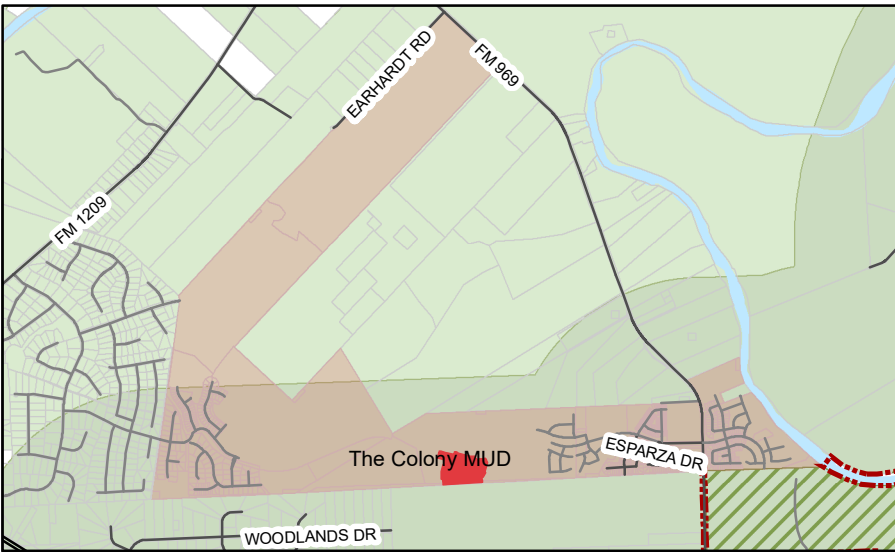 EARHARDT RD
FM 969
FM 1209
The Colony MUD
ESPARZA DR
WOODLANDS DR